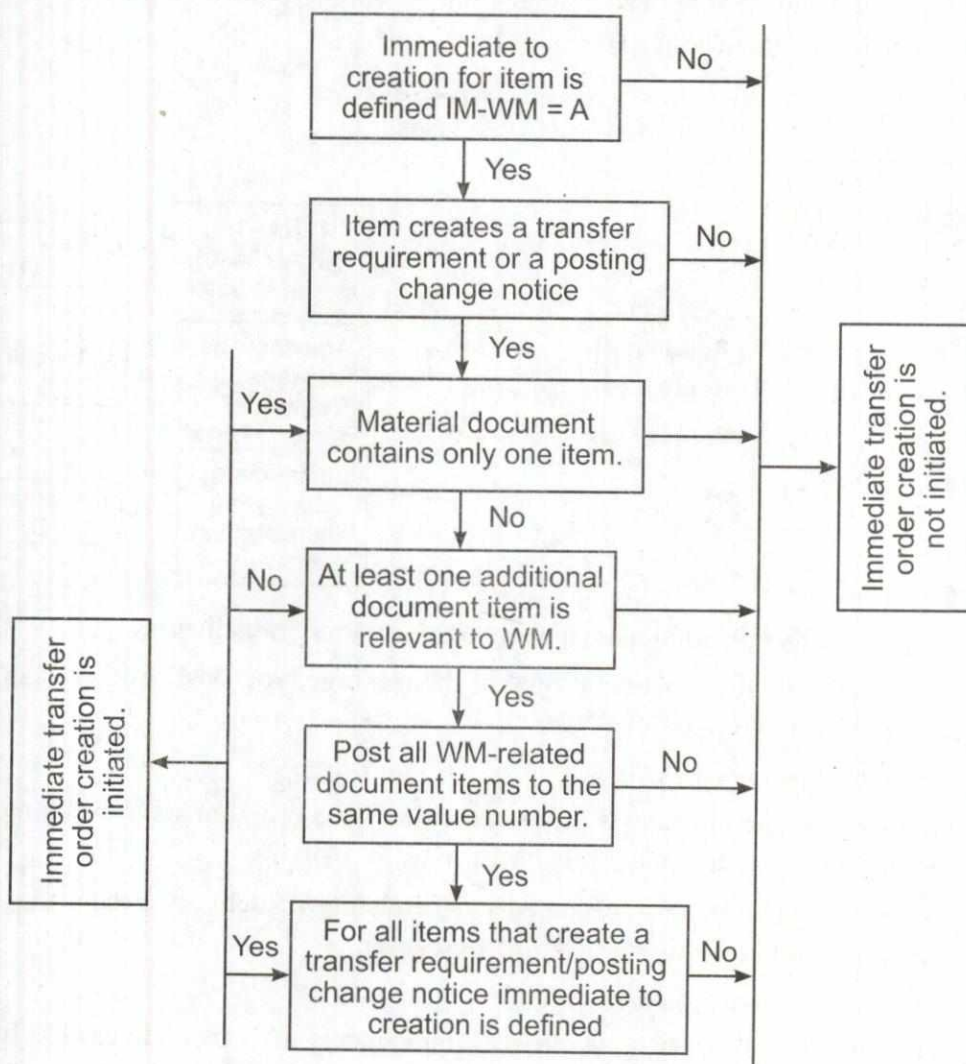 Immediate to
creation for item is
defined IM-WM = A
No
Yes
Item creates a transfer
requirement or a posting
change notice
No
Yes
Yes
Material document
contains only one item.
No
No
At least one additional
document item is
relevant to WM.
Yes
Post all WM-related
document items to the
same value number.
No
Yes
Yes
For all items that create a
transfer requirement/posting
change notice immediate to
creation is defined
No
Immediate transfer
order creation is
initiated.
Immediate transfer
order creation is
not initiated.